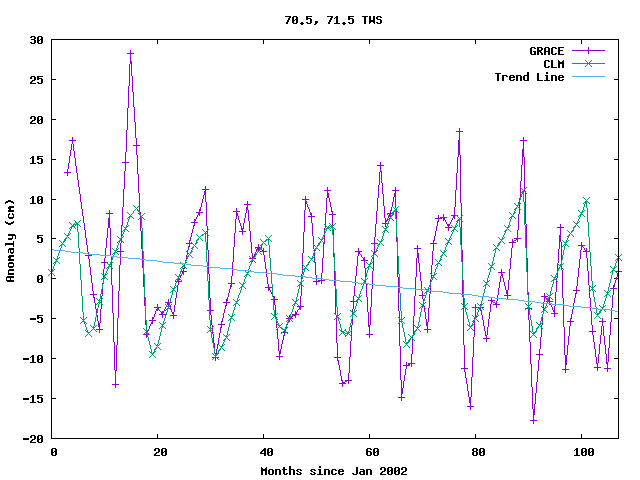 70.5, 71.5 TWS
GRACE
CLM
Trend Line
30
25
20
15
10
5
0
-5
-10
-15
-20
Anomaly (cm)
0 20 40 60 80 100
Months since Jan 2002